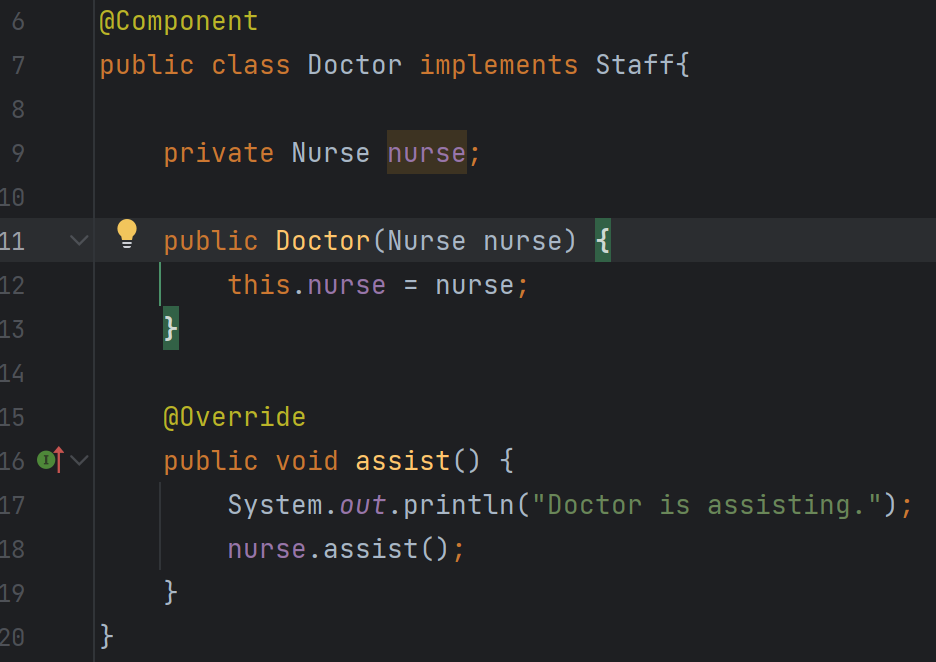 6 @Component
7 public class Doctor implements Staff{
8
9 private Nurse nurse;
10
11 public Doctor(Nurse nurse) {
12 this.nurse = nurse;
13 }
14
15 @Override
16 I public void assist() {
17 System.out.println("Doctor is assisting.");
18 nurse.assist();
19 }
20 }